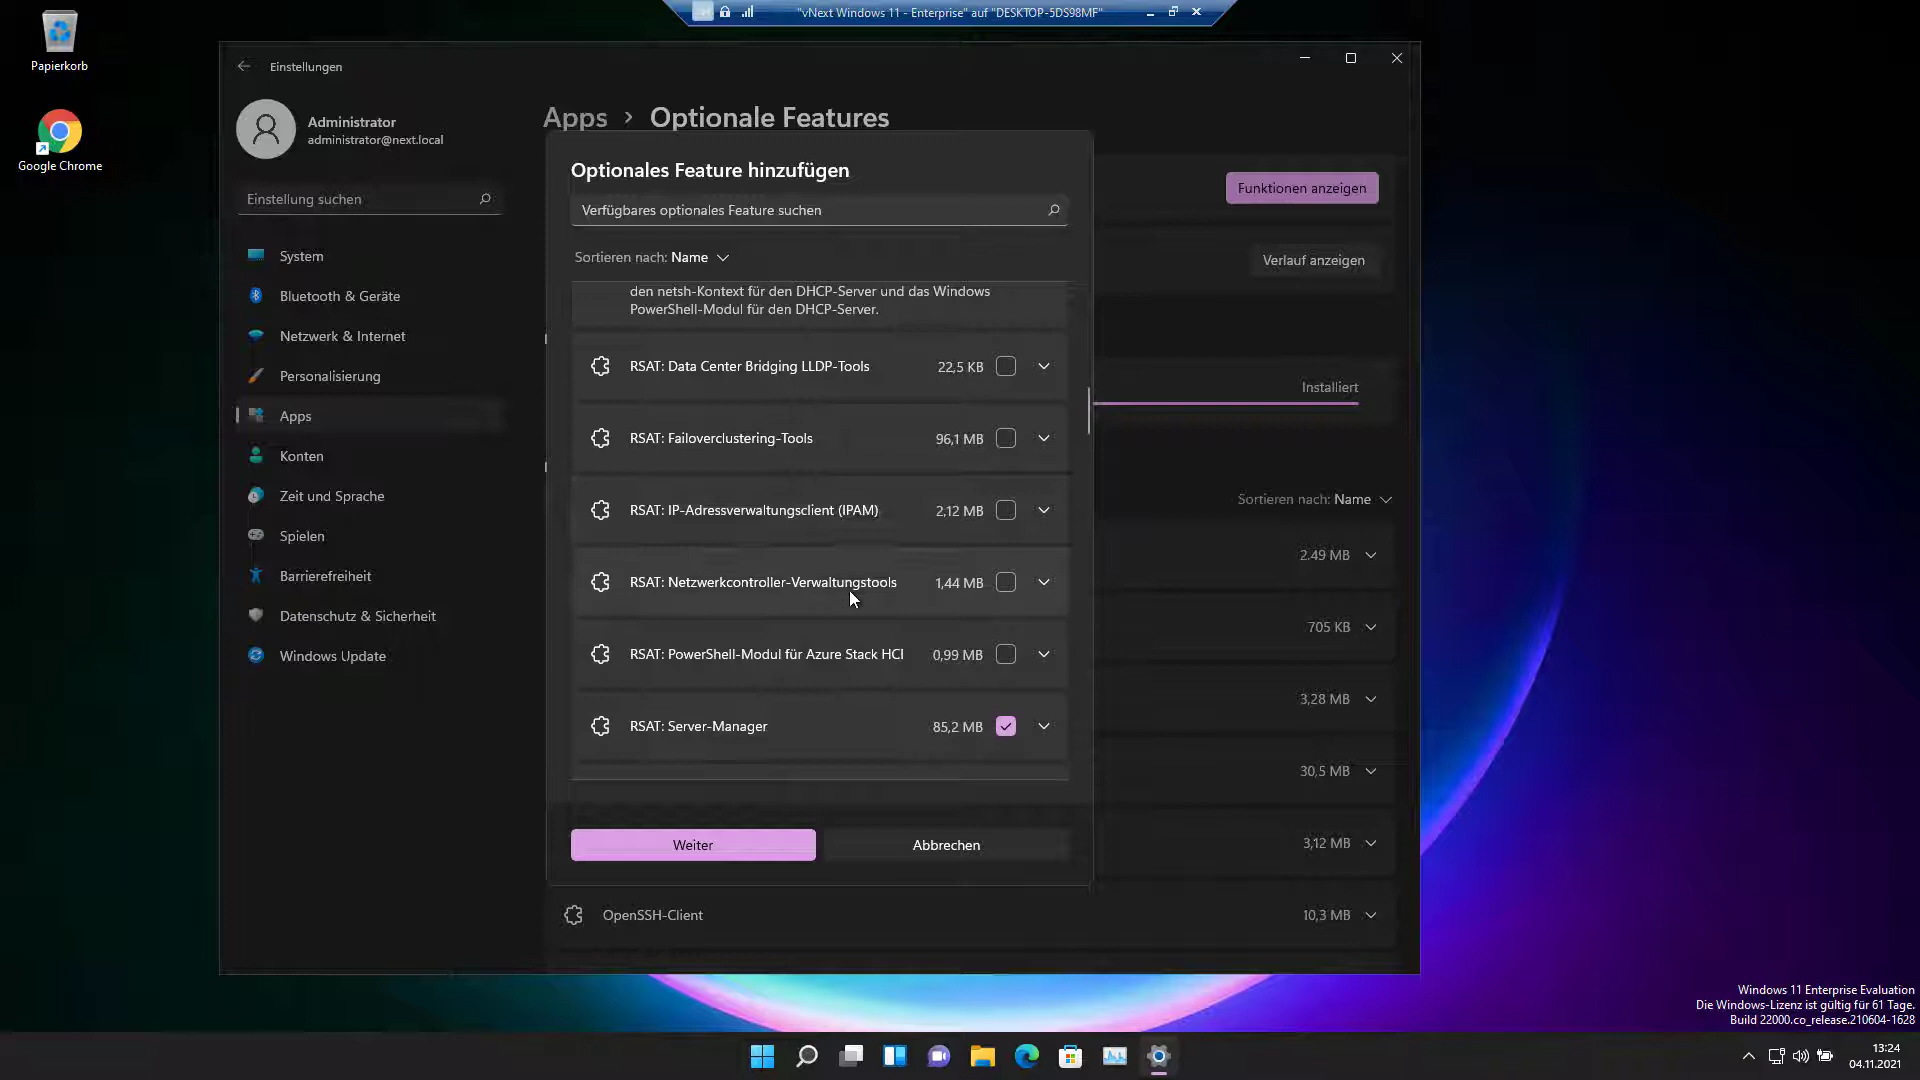 "vNext Windows 11 - Enterprise" auf "DESKTOP-5DS98MF"
Papierkorb
Google Chrome
Einstellungen
Administrator
administrator@next.local
Einstellung suchen
System
Bluetooth & Geräte
Netzwerk & Internet
Personalisierung
Apps
Konten
Zeit und Sprache
Spielen
Barrierefreiheit
Datenschutz & Sicherheit
Windows Update
Apps > Optionale Features
Optionales Feature hinzufügen
Verfügbares optionales Feature suchen
Sortieren nach: Name
den netsh-Kontext für den DHCP-Server und das Windows
PowerShell-Modul für den DHCP-Server.
RSAT: Data Center Bridging LLDP-Tools 22,5 KB
RSAT: Failoverclustering-Tools 96,1 MB
RSAT: IP-Adressverwaltungsclient (IPAM) 2,12 MB
RSAT: Netzwerkcontroller-Verwaltungstools 1,44 MB
RSAT: PowerShell-Modul für Azure Stack HCI 0,99 MB
RSAT: Server-Manager 85,2 MB
Weiter Abbrechen
Funktionen anzeigen
Verlauf anzeigen
Installiert
Sortieren nach: Name
2.49 MB
705 KB
3,28 MB
30,5 MB
3,12 MB
OpenSSH-Client 10,3 MB
Windows 11 Enterprise Evaluation
Die Windows-Lizenz ist gültig für 61 Tage.
Build 22000.co_release.210604-1628
13:24
04.11.2021